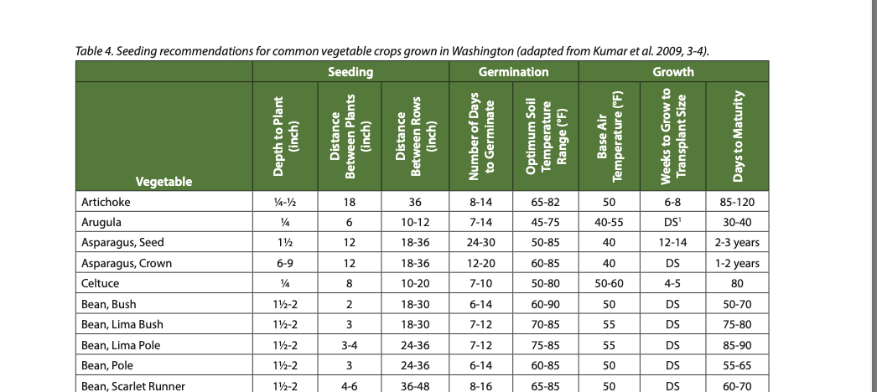 Table 4. Seeding recommendations for common vegetable crops grown in Washington (adapted from Kumar et al. 2009, 3-4).
Seeding Germination Growth
Vegetable Depth to Plant (inch) Distance Between Plants (inch) Distance Between Rows (inch) Number of Days to Germinate Optimum Soil Temperature Range (°F) Base Air Temperature (°F) Weeks to Grow to Transplant Size Days to Maturity
Artichoke ¼-½ 18 36 8-14 65-82 50 6-8 85-120
Arugula ¼ 6 10-12 7-14 45-75 40-55 DS¹ 30-40
Asparagus, Seed 1½ 12 18-36 24-30 50-85 40 12-14 2-3 years
Asparagus, Crown 6-9 12 18-36 12-20 60-85 40 DS 1-2 years
Celtuce ¼ 8 10-20 7-10 50-80 50-60 4-5 80
Bean, Bush 1½-2 2 18-30 6-14 60-90 50 DS 50-70
Bean, Lima Bush 1½-2 3 18-30 7-12 70-85 55 DS 75-80
Bean, Lima Pole 1½-2 3-4 24-36 7-12 75-85 55 DS 85-90
Bean, Pole 1½-2 3 24-36 6-14 60-85 50 DS 55-65
Bean, Scarlet Runner 1½-2 4-6 36-48 8-16 65-85 50 DS 60-70